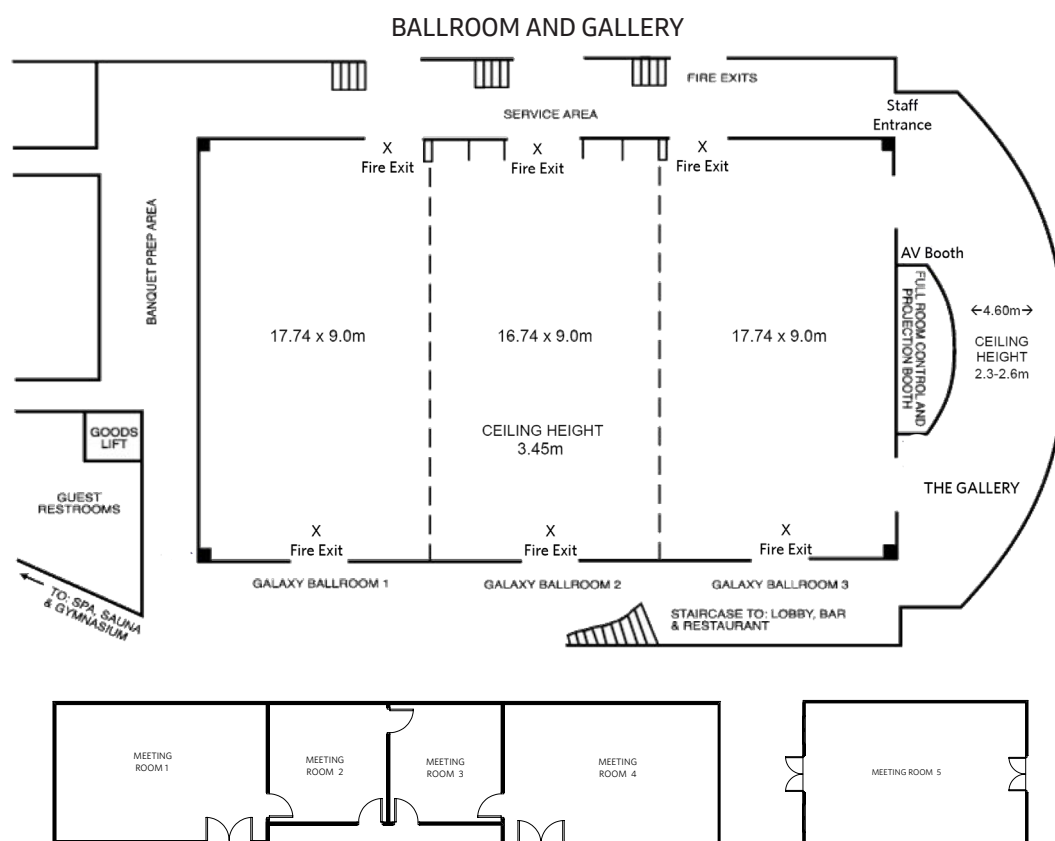 BALLROOM AND GALLERY
FIRE EXITS
SERVICE AREA
Staff
Entrance
X
Fire Exit
X
Fire Exit
X
Fire Exit
BANQUET PREP AREA
AV Booth
FULL ROOM CONTROL AND
PROJECTION BOOTH
←4.60m→
CEILING
HEIGHT
2.3-2.6m
17.74 x 9.0m
16.74 x 9.0m
17.74 x 9.0m
CEILING HEIGHT
3.45m
GOODS
LIFT
GUEST
RESTROOMS
THE GALLERY
X
Fire Exit
X
Fire Exit
X
Fire Exit
GALAXY BALLROOM 1
GALAXY BALLROOM 2
GALAXY BALLROOM 3
← TO: SPA, SAUNA
& GYMNASIUM
STAIRCASE TO: LOBBY, BAR
& RESTAURANT
MEETING
ROOM 1
MEETING
ROOM 2
MEETING
ROOM 3
MEETING
ROOM 4
MEETING ROOM 5